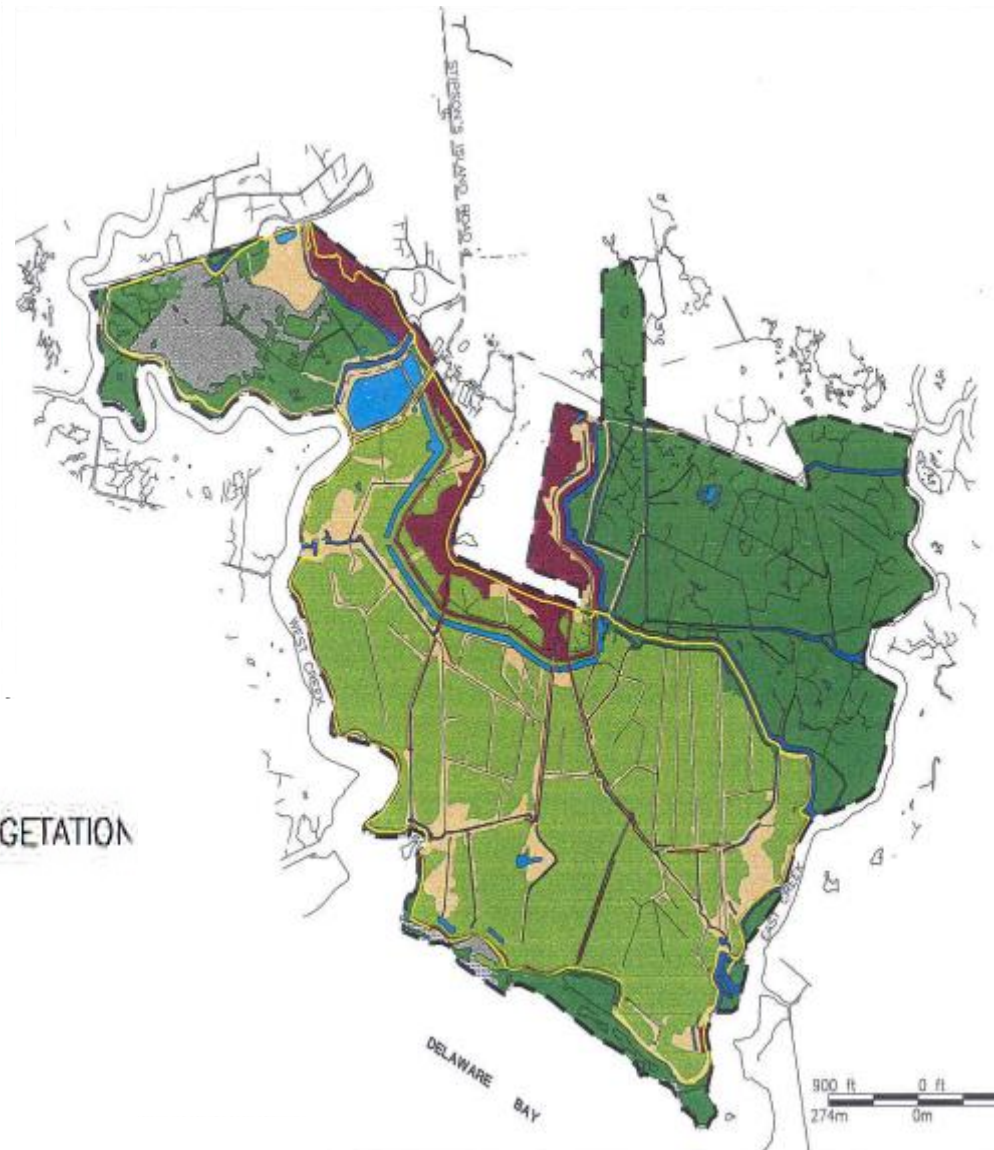 STIPSON'S ISLAND ROAD
WEST CREEK
GETATION
EAST CREEK
DELAWARE
BAY
900 ft 0 ft
274m 0m